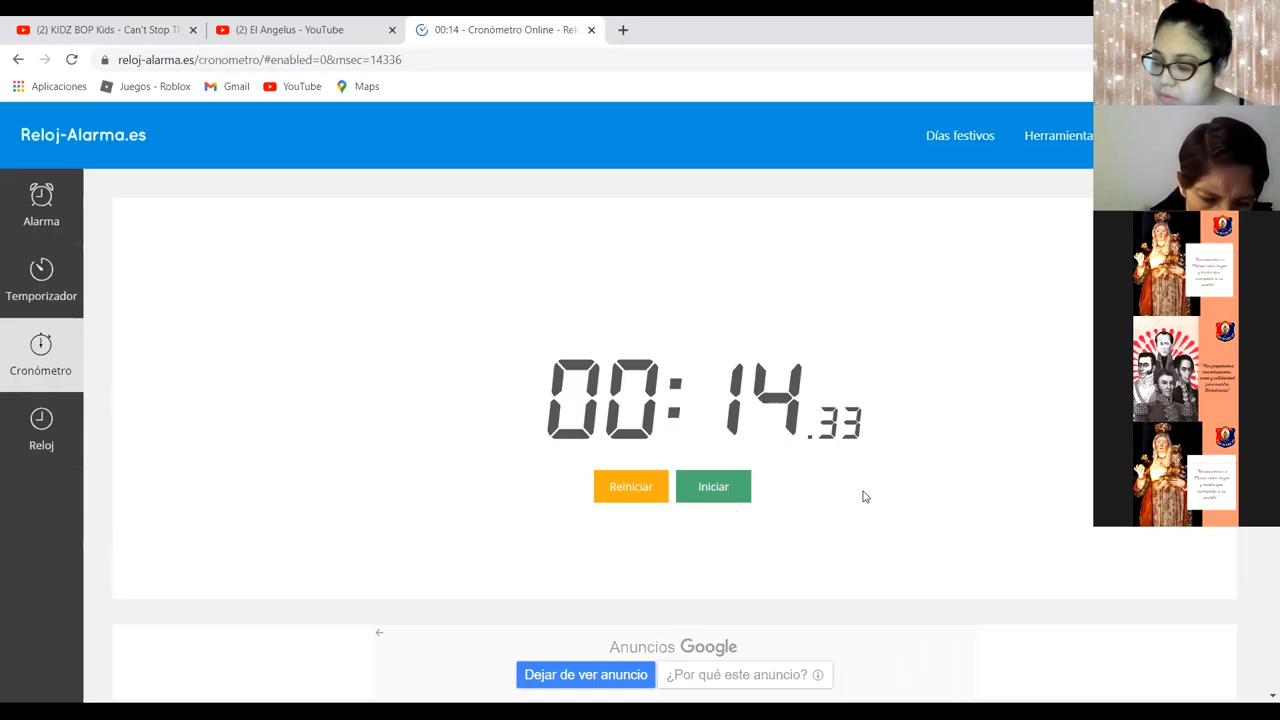 (2) KIDZ BOP Kids - Can't Stop Th
(2) El Angelus - YouTube
00:14 - Cronómetro Online - Relo
reloj-alarma.es/cronometro/#enabled=0&msec=14336
Aplicaciones
Juegos - Roblox
Gmail
YouTube
Maps
Reloj-Alarma.es
Días festivos
Herramienta
Alarma
Temporizador
Cronómetro
Reloj
00:14.33
Reiniciar
Iniciar
Anuncios Google
Dejar de ver anuncio
¿Por qué este anuncio?